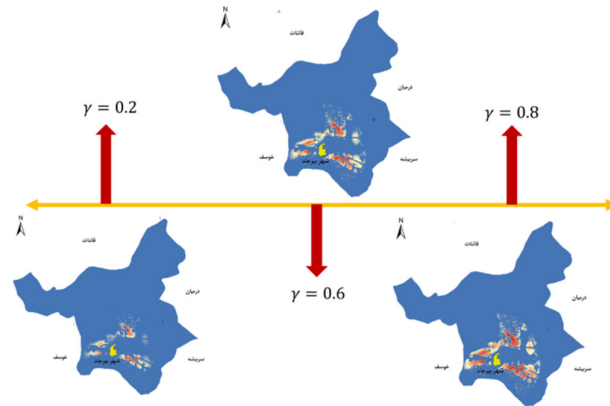 N
قائنات
درمیان
سربیشه
خوسف
شهر بیرجند
γ = 0.2
γ = 0.8
N
قائنات
درمیان
سربیشه
خوسف
شهر بیرجند
γ = 0.6
N
قائنات
درمیان
سربیشه
خوسف
شهر بیرجند